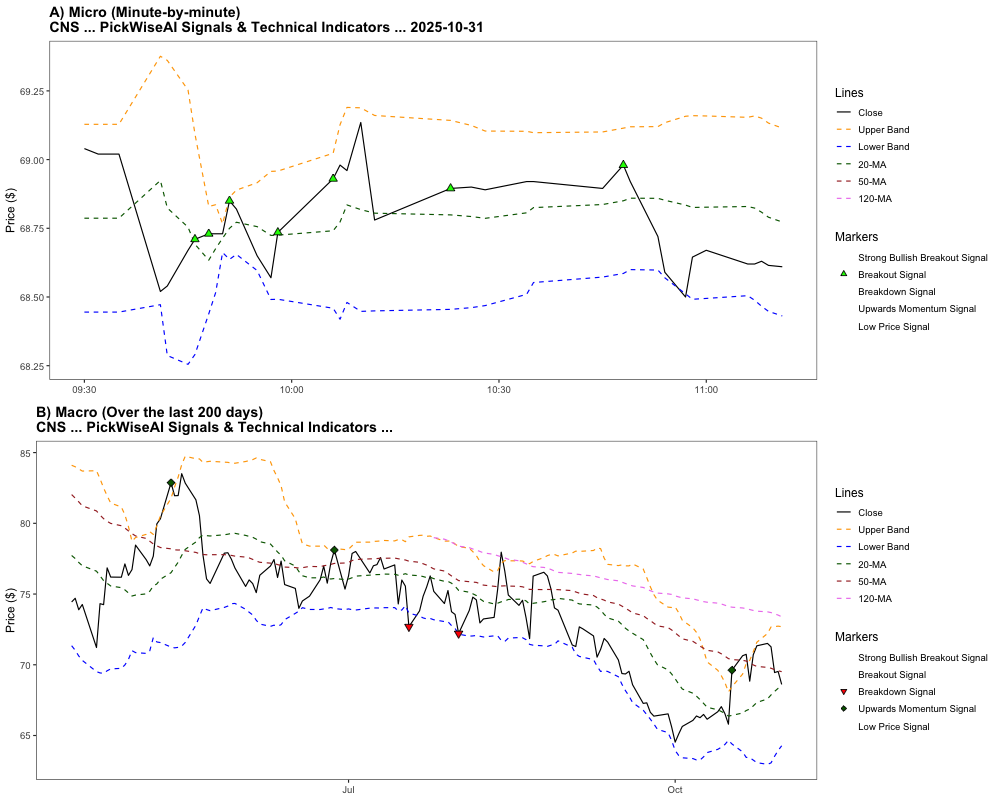 A) Micro (Minute-by-minute)
CNS ... PickWiseAI Signals & Technical Indicators ... 2025-10-31
Price ($)
69.25
69.00
68.75
68.50
68.25
09:30
10:00
10:30
11:00
Lines
Close
Upper Band
Lower Band
20-MA
50-MA
120-MA
Markers
Strong Bullish Breakout Signal
Breakout Signal
Breakdown Signal
Upwards Momentum Signal
Low Price Signal
B) Macro (Over the last 200 days)
CNS ... PickWiseAI Signals & Technical Indicators ...
Price ($)
85
80
75
70
65
Jul
Oct
Lines
Close
Upper Band
Lower Band
20-MA
50-MA
120-MA
Markers
Strong Bullish Breakout Signal
Breakout Signal
Breakdown Signal
Upwards Momentum Signal
Low Price Signal